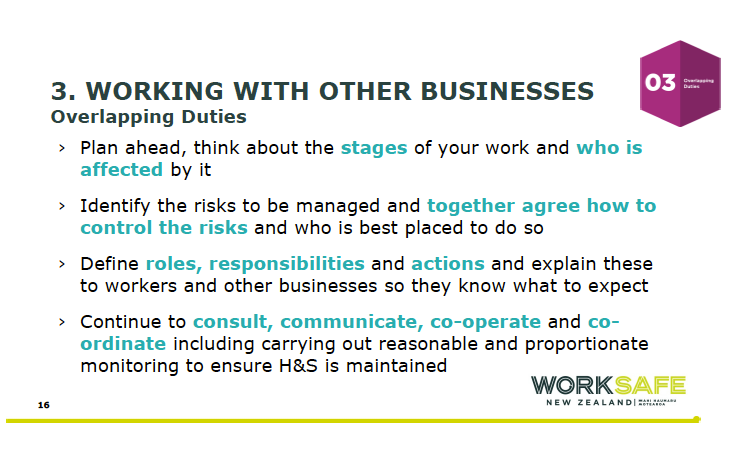 3. WORKING WITH OTHER BUSINESSES
Overlapping Duties
03
Overlapping
Duties
› Plan ahead, think about the stages of your work and who is
affected by it
› Identify the risks to be managed and together agree how to
control the risks and who is best placed to do so
› Define roles, responsibilities and actions and explain these
to workers and other businesses so they know what to expect
› Continue to consult, communicate, co-operate and co-
ordinate including carrying out reasonable and proportionate
monitoring to ensure H&S is maintained
WORKSAFE
NEW ZEALAND | MAHI HAUMARU
AOTEAROA
16